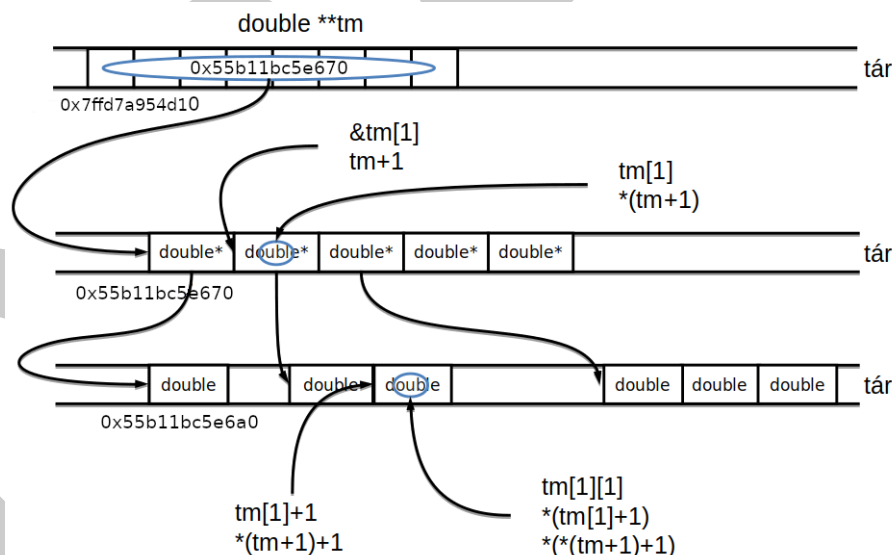 double **tm
0x55b11bc5e670
tár
0x7ffd7a954d10
&tm[1]
tm+1
tm[1]
*(tm+1)
double* double* double* double* double*
tár
0x55b11bc5e670
double double double double double double
tár
0x55b11bc5e6a0
tm[1]+1
*(tm+1)+1
tm[1][1]
*(tm[1]+1)
*(*(tm+1)+1)